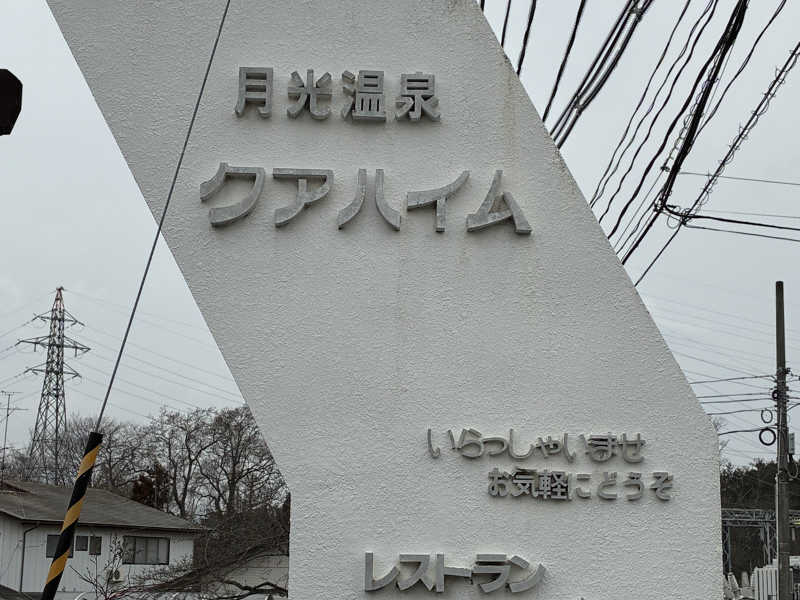 月光温泉
クアハイム
いらっしゃいませ
お気軽にどうぞ
レストラン